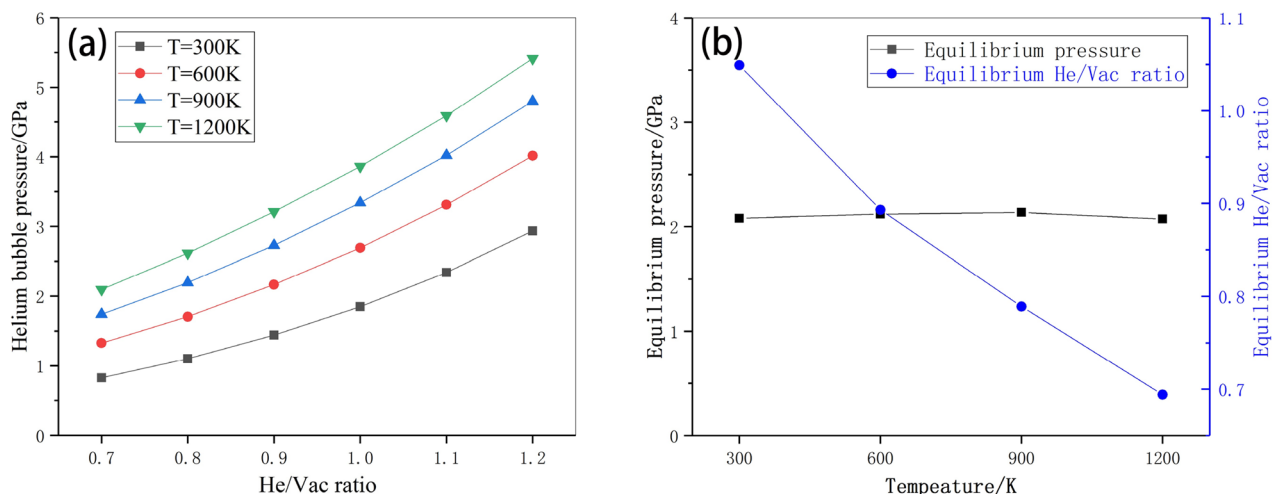 (a)
T=300K
T=600K
T=900K
T=1200K
Helium bubble pressure/GPa
6
5
4
3
2
1
0
0.7 0.8 0.9 1.0 1.1 1.2
He/Vac ratio
(b)
Equilibrium pressure
Equilibrium He/Vac ratio
Equilibrium pressure/GPa
4
3
2
1
0
300 600 900 1200
Tempeature/K
1.1
1.0
0.9
0.8
0.7
Equilibrium He/Vac ratio